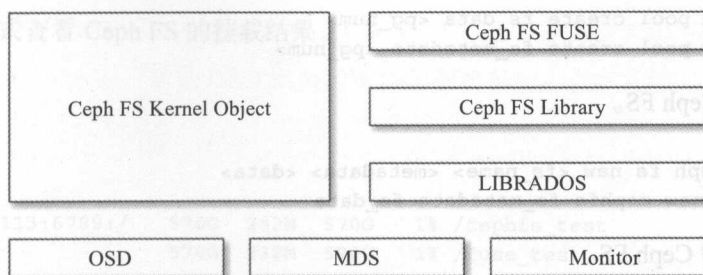 Ceph FS Kernel Object
Ceph FS FUSE
Ceph FS Library
LIBRADOS
OSD
MDS
Monitor